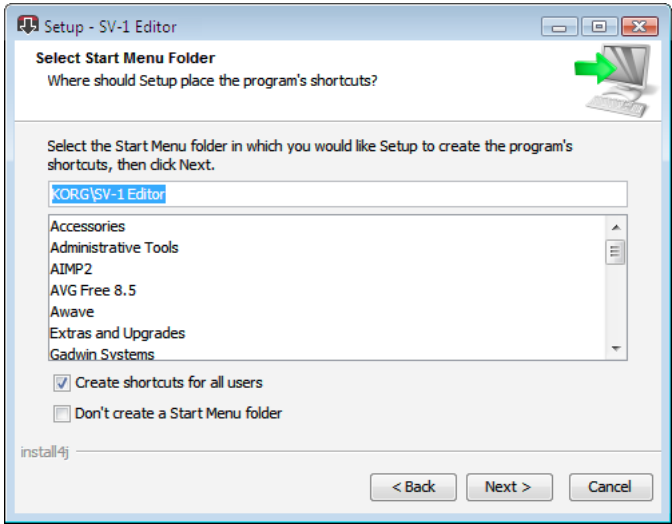 Setup - SV-1 Editor
Select Start Menu Folder
Where should Setup place the program's shortcuts?
Select the Start Menu folder in which you would like Setup to create the program's
shortcuts, then click Next.
KORG\SV-1 Editor
Accessories
Administrative Tools
AIMP2
AVG Free 8.5
Awave
Extras and Upgrades
Gadwin Systems
Create shortcuts for all users
Don't create a Start Menu folder
install4j
< Back Next > Cancel